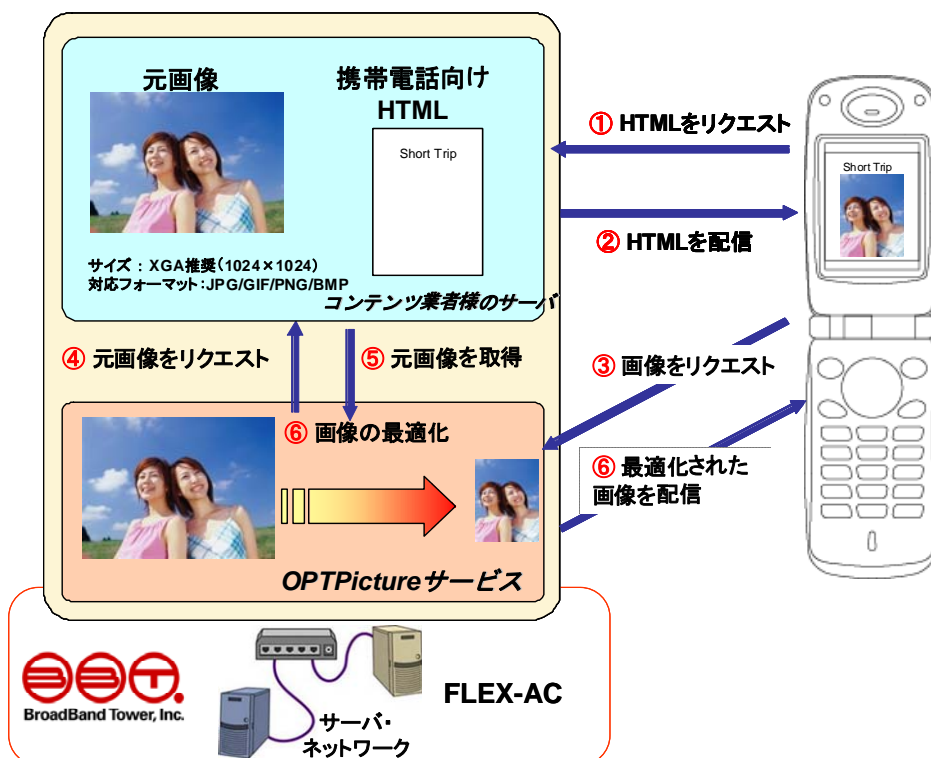 元画像
携帯電話向け
HTML
Short Trip
サイズ : XGA推奨(1024×1024)
対応フォーマット:JPG/GIF/PNG/BMP
コンテンツ業者様のサーバ
① HTMLをリクエスト
② HTMLを配信
Short Trip
④ 元画像をリクエスト
⑤ 元画像を取得
③ 画像をリクエスト
⑥ 画像の最適化
⑥ 最適化された
画像を配信
OPTPictureサービス
BBT.
BroadBand Tower, Inc.
FLEX-AC
サーバ・
ネットワーク